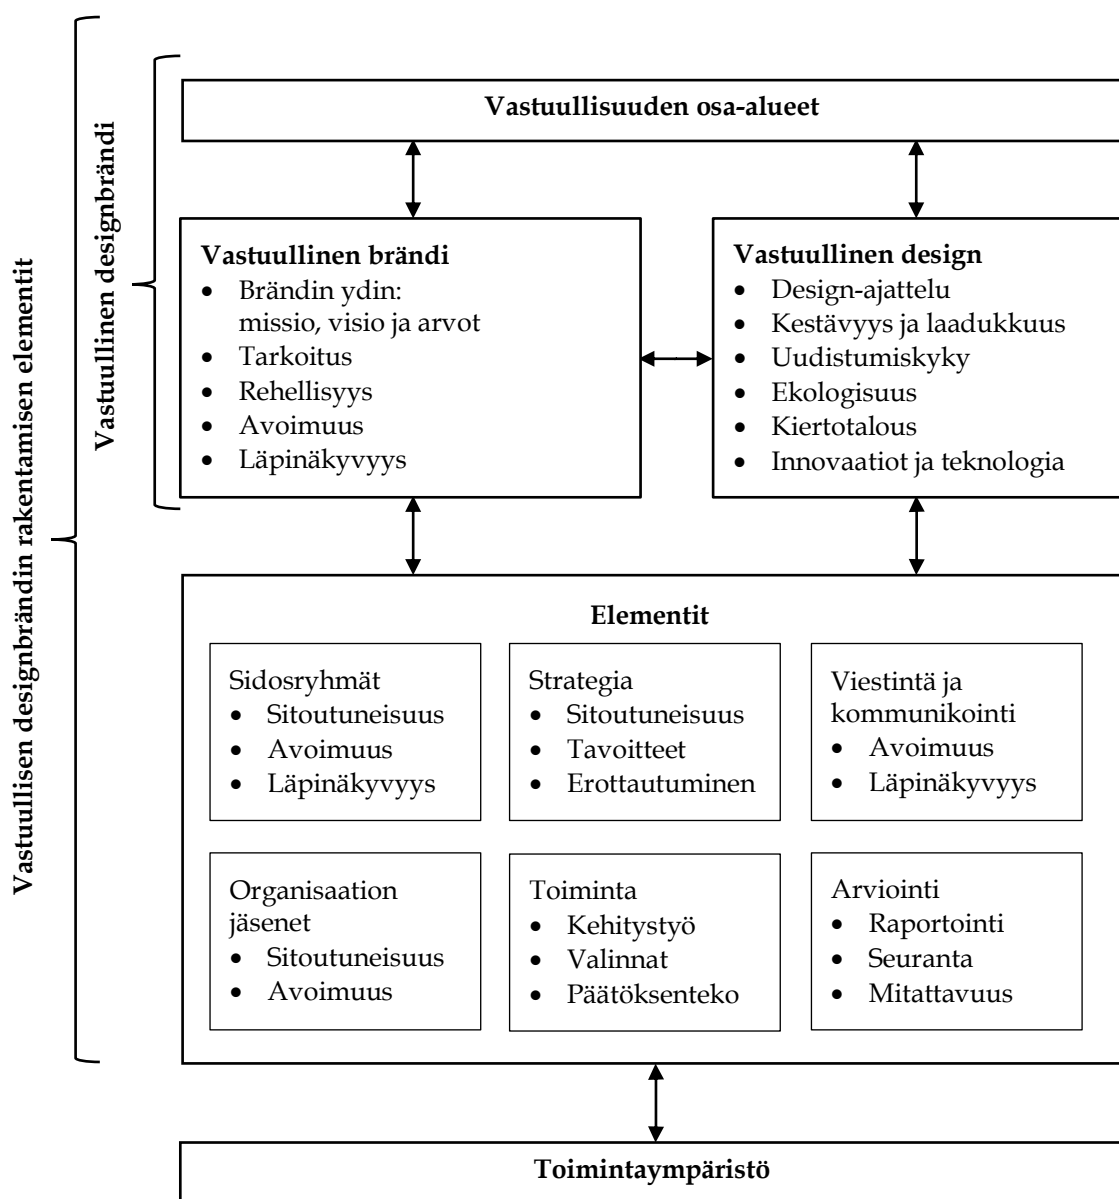 Vastuullisen designbrändin rakentamisen elementit
Vastuullinen designbrändi
Vastuullisuuden osa-alueet
Vastuullinen brändi
• Brändin ydin:
missio, visio ja arvot
• Tarkoitus
• Rehellisyys
• Avoimuus
• Läpinäkyvyys
Vastuullinen design
• Design-ajattelu
• Kestävyys ja laadukkuus
• Uudistumiskyky
• Ekologisuus
• Kiertotalous
• Innovaatiot ja teknologia
Elementit
Sidosryhmät
• Sitoutuneisuus
• Avoimuus
• Läpinäkyvyys
Strategia
• Sitoutuneisuus
• Tavoitteet
• Erottautuminen
Viestintä ja
kommunikointi
• Avoimuus
• Läpinäkyvyys
Organisaation
jäsenet
• Sitoutuneisuus
• Avoimuus
Toiminta
• Kehitystyö
• Valinnat
• Päätöksenteko
Arviointi
• Raportointi
• Seuranta
• Mitattavuus
Toimintaympäristö